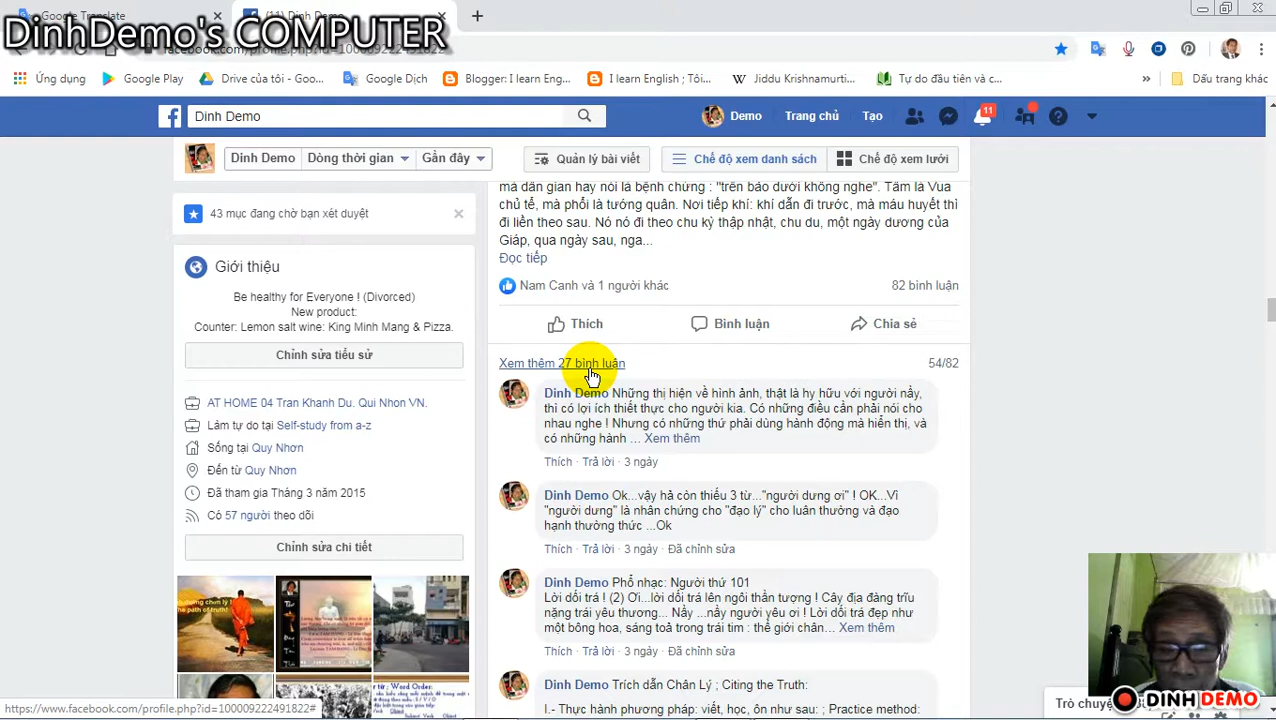 Google Translate
(11) Dinh Demo
DinhDemo's COMPUTER
Ứng dụng
Google Play
Drive của tôi - Goo...
Google Dịch
Blogger: I learn Eng...
I learn English ; Tôi...
Jiddu Krishnamurti...
Tự do đầu tiên và c...
»
Dấu trang khác
Dinh Demo
Demo
Trang chủ
Tạo
11
Dinh Demo
Dòng thời gian
Gần đây
Quản lý bài viết
Chế độ xem danh sách
Chế độ xem lưới
43 mục đang chờ bạn xét duyệt
Giới thiệu
Be healthy for Everyone ! (Divorced)
New product:
Counter: Lemon salt wine: King Minh Mang & Pizza.
Chỉnh sửa tiểu sử
AT HOME 04 Tran Khanh Du. Qui Nhon VN.
Làm tự do tại Self-study from a-z
Sống tại Quy Nhơn
Đến từ Quy Nhơn
Đã tham gia Tháng 3 năm 2015
Có 57 người theo dõi
Chỉnh sửa chi tiết
mà dân gian hay nói là bệnh chứng : "trên bảo dưới không nghe". Tâm là Vua
chủ tể, mà phổi là tướng quân. Nơi tiếp khí: khí dẫn đi trước, mà máu huyết thì
đi liền theo sau. Nó nó đi theo chu kỳ thập nhật, chu du, một ngày dương của
Giáp, qua ngày sau, nga...
Đọc tiếp
Nam Canh và 1 người khác
82 bình luận
Thích
Bình luận
Chia sẻ
Xem thêm 27 bình luận
54/82
Dinh Demo Những thị hiện về hình ảnh, thật là hy hữu với người nầy,
thì có lợi ích thiết thực cho người kia. Có những điều cần phải nói cho
nhau nghe ! Nhưng có những thứ phải dùng hành động mà hiển thị, và
có những hành ... Xem thêm
Thích · Trả lời · 3 ngày
Dinh Demo Ok...vậy hả còn thiếu 3 từ..."người dưng ơi" ! OK...Vì
"người dưng" là nhân chứng cho "đạo lý" cho luân thường và đạo
hạnh thường thức ...Ok
Thích · Trả lời · 3 ngày · Đã chỉnh sửa
Dinh Demo Phổ nhạc: Người thứ 101
Lời dối trá ! (2) Ôi...lời dối trá lên ngôi thần tượng ! Cây địa đàng trĩu
nặng trái yêu thương. Nầy ...này người yêu ơi ! Lời dối trá đẹp như
một vầng hào quang toả trong trái tim nhân trần ... Xem thêm
Thích · Trả lời · 3 ngày · Đã chỉnh sửa
Dinh Demo Trích dẫn Chân Lý ; Citing the Truth:
I.- Thực hành phương pháp: viết, học, ôn như sau. ; Practice method:
https://www.facebook.com/profile.php?id=100009222491822#
Trò chuyện
DINH DEMO